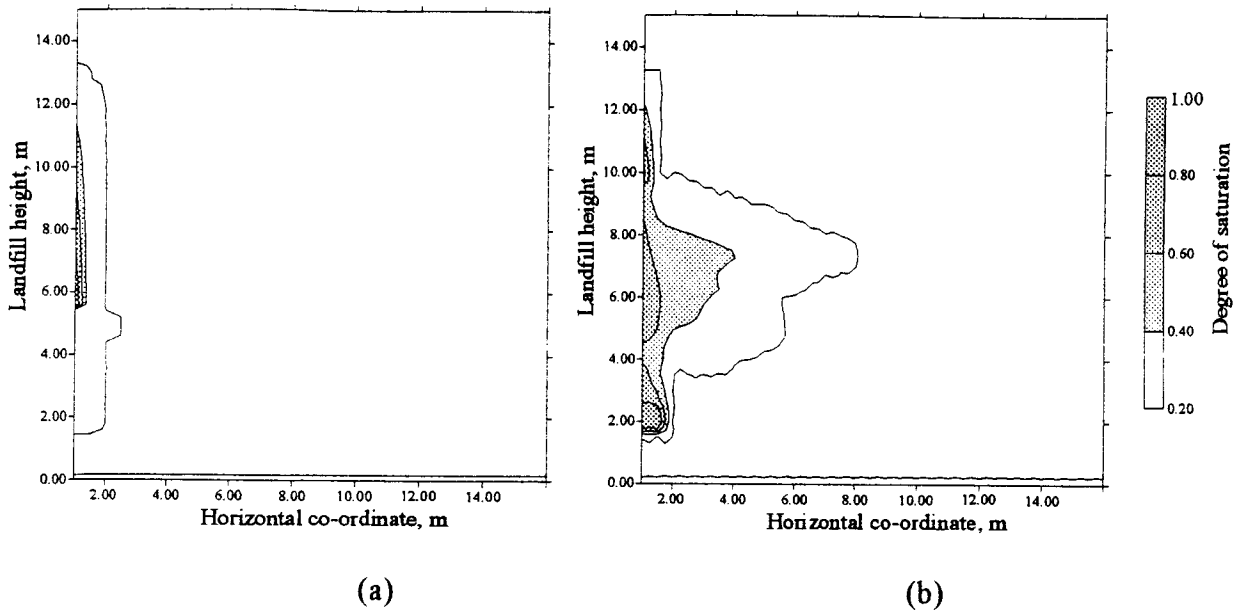 14.00
12.00
10.00
8.00
6.00
4.00
2.00
0.00
Landfill height, m
2.00 4.00 6.00 8.00 10.00 12.00 14.00
Horizontal co-ordinate, m
(a)
14.00
12.00
10.00
8.00
6.00
4.00
2.00
0.00
Landfill height, m
2.00 4.00 6.00 8.00 10.00 12.00 14.00
Horizontal co-ordinate, m
(b)
1.00
0.80
0.60
0.40
0.20
Degree of saturation